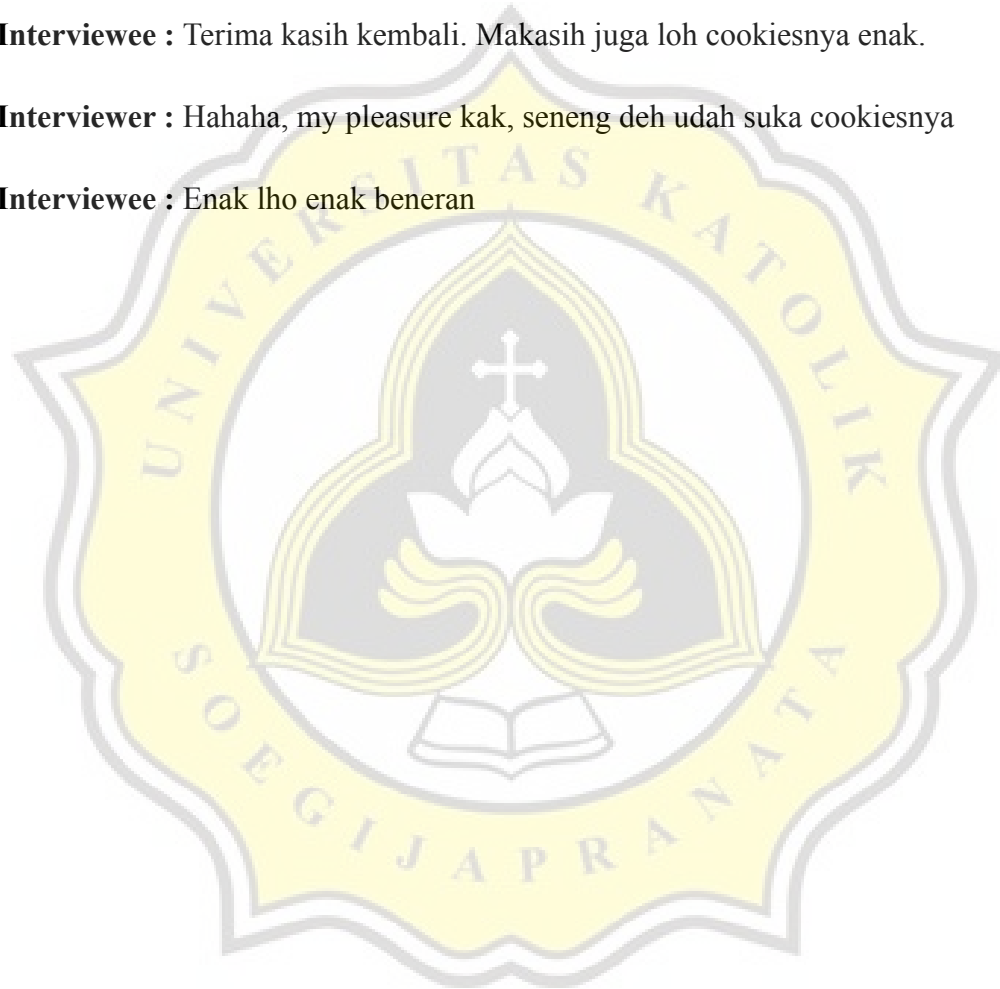 Interviewee : Terima kasih kembali. Makasih juga loh cookiesnya enak.
Interviewer : Hahaha, my pleasure kak, seneng deh udah suka cookiesnya
Interviewee : Enak lho enak beneran
UNIVERSITAS KATOLIK
SOEGIJAPRANATA